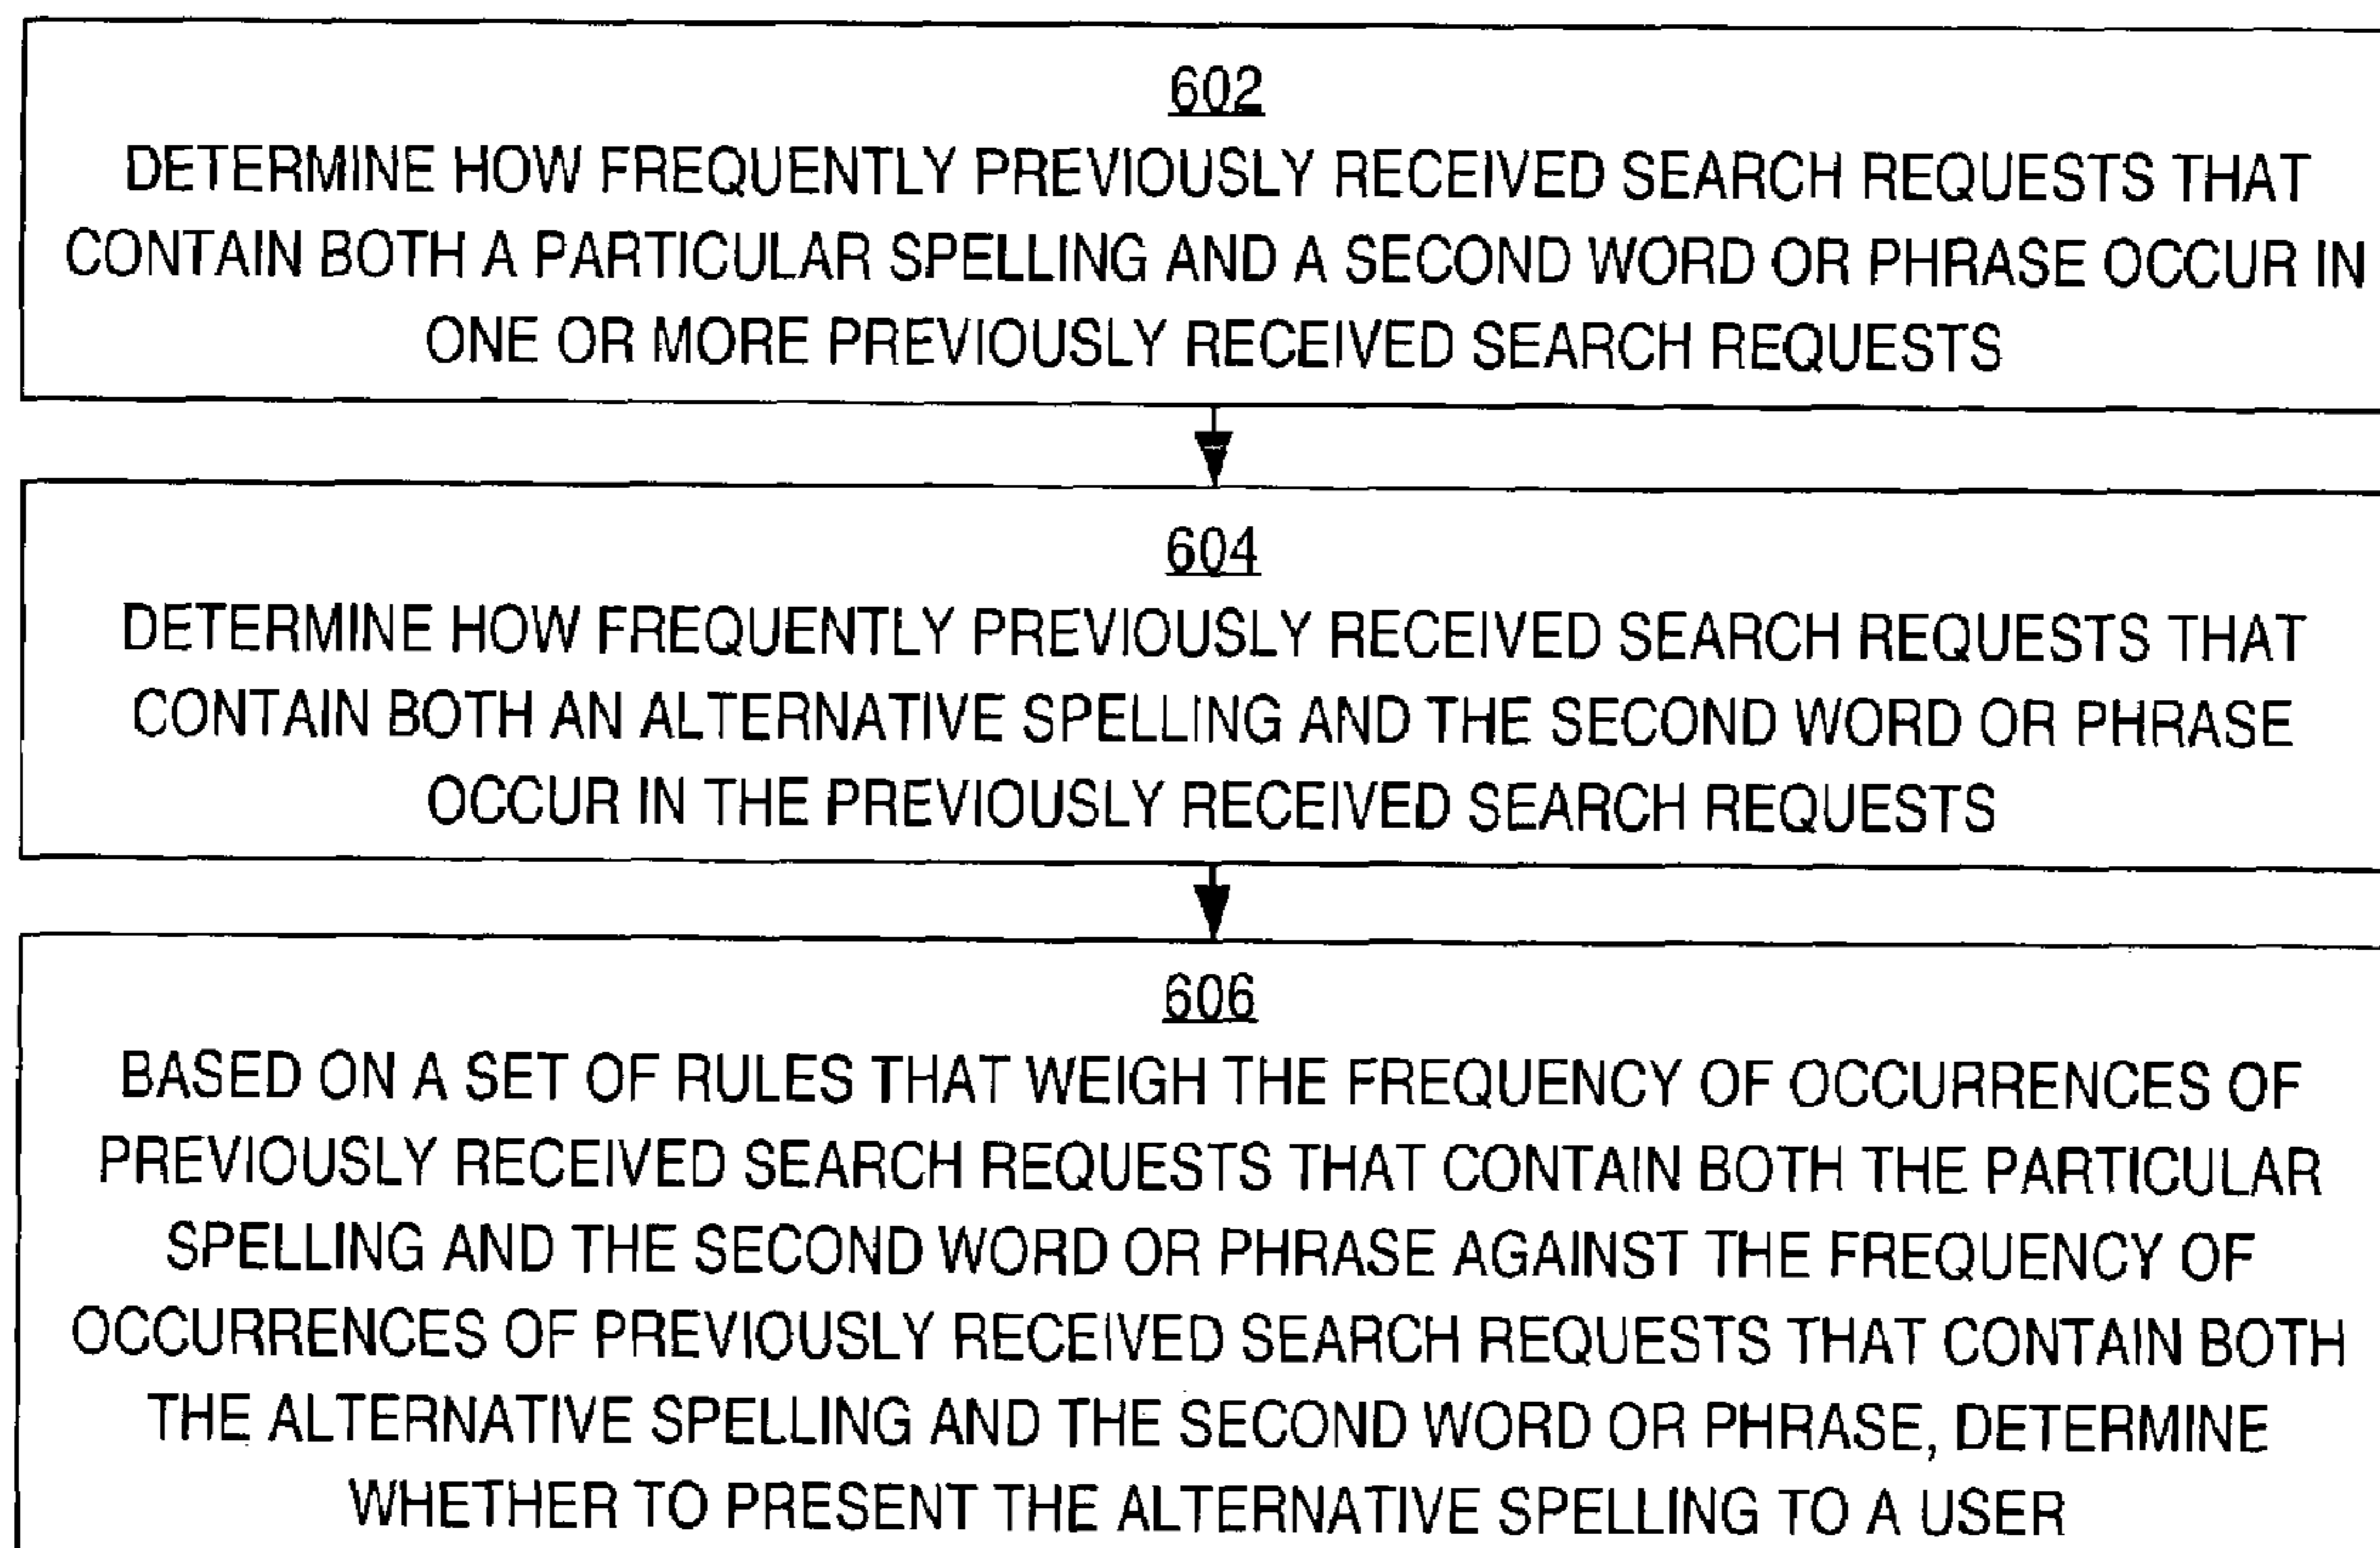 602
DETERMINE HOW FREQUENTLY PREVIOUSLY RECEIVED SEARCH REQUESTS THAT
CONTAIN BOTH A PARTICULAR SPELLING AND A SECOND WORD OR PHRASE OCCUR IN
ONE OR MORE PREVIOUSLY RECEIVED SEARCH REQUESTS
604
DETERMINE HOW FREQUENTLY PREVIOUSLY RECEIVED SEARCH REQUESTS THAT
CONTAIN BOTH AN ALTERNATIVE SPELLING AND THE SECOND WORD OR PHRASE
OCCUR IN THE PREVIOUSLY RECEIVED SEARCH REQUESTS
606
BASED ON A SET OF RULES THAT WEIGH THE FREQUENCY OF OCCURRENCES OF
PREVIOUSLY RECEIVED SEARCH REQUESTS THAT CONTAIN BOTH THE PARTICULAR
SPELLING AND THE SECOND WORD OR PHRASE AGAINST THE FREQUENCY OF
OCCURRENCES OF PREVIOUSLY RECEIVED SEARCH REQUESTS THAT CONTAIN BOTH
THE ALTERNATIVE SPELLING AND THE SECOND WORD OR PHRASE, DETERMINE
WHETHER TO PRESENT THE ALTERNATIVE SPELLING TO A USER